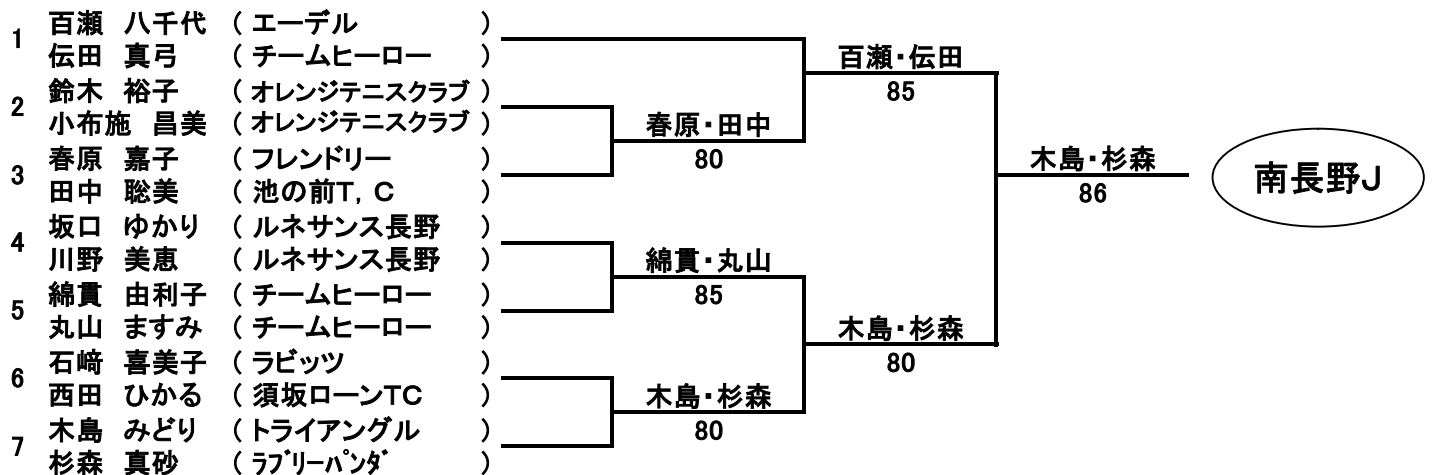 1 百瀬 八千代 ( エーデル )
伝田 真弓 ( チームヒーロー )
2 鈴木 裕子 ( オレンジテニスクラブ )
小布施 昌美 ( オレンジテニスクラブ )
3 春原 嘉子 ( フレンドリー )
田中 聡美 ( 池の前T, C )
4 坂口 ゆかり ( ルネサンス長野 )
川野 美恵 ( ルネサンス長野 )
5 綿貫 由利子 ( チームヒーロー )
丸山 ますみ ( チームヒーロー )
6 石﨑 喜美子 ( ラビッツ )
西田 ひかる ( 須坂ローンTC )
7 木島 みどり ( トライアングル )
杉森 真砂 ( ラブリーパンダ )
春原・田中
80
綿貫・丸山
85
木島・杉森
80
百瀬・伝田
85
木島・杉森
80
木島・杉森
86
南長野J